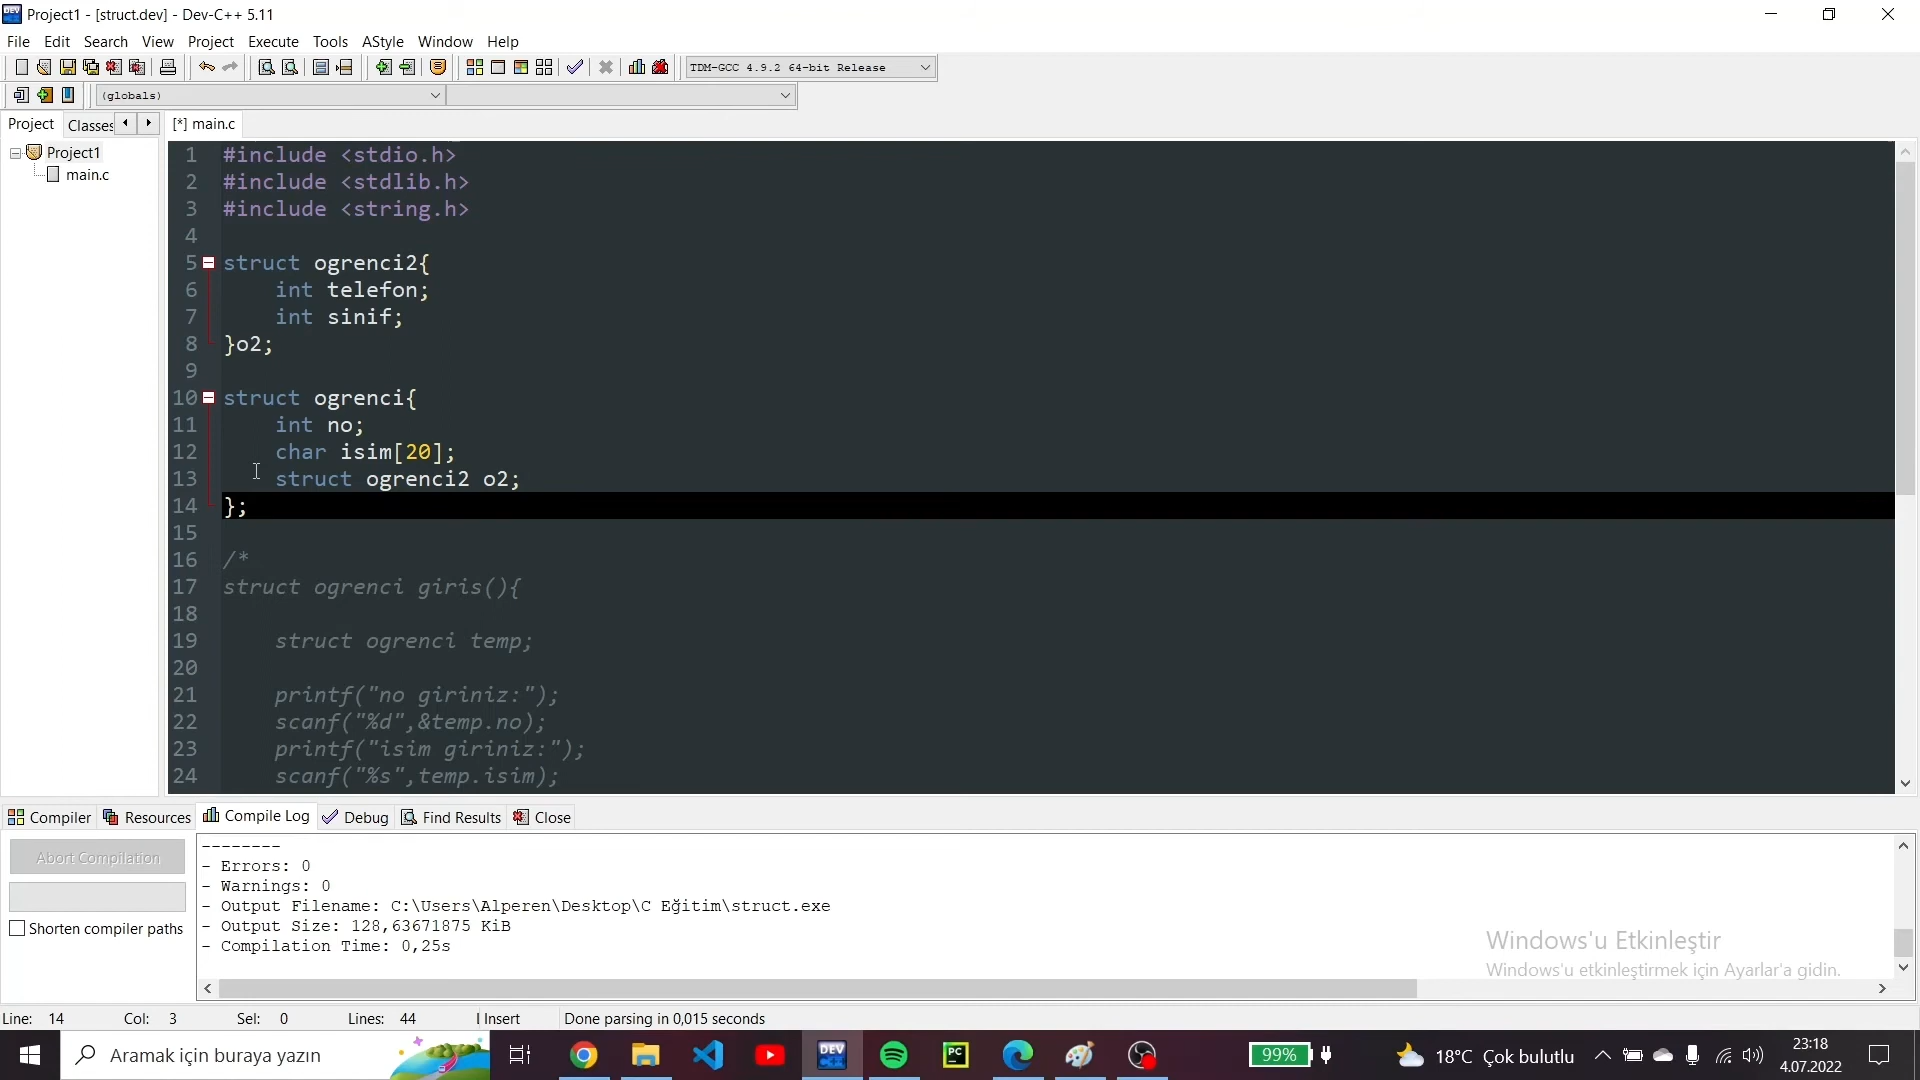 Project1 - [struct.dev] - Dev-C++ 5.11
File Edit Search View Project Execute Tools AStyle Window Help
TDM-GCC 4.9.2 64-bit Release
(globals)
Project Classes [*] main.c
Project1
main.c
1 #include <stdio.h>
2 #include <stdlib.h>
3 #include <string.h>
4
5 struct ogrenci2{
6 int telefon;
7 int sinif;
8 }o2;
9
10 struct ogrenci{
11 int no;
12 char isim[20];
13 struct ogrenci2 o2;
14 };
15
16 /*
17 struct ogrenci giris(){
18
19 struct ogrenci temp;
20
21 printf("no giriniz:");
22 scanf("%d",&temp.no);
23 printf("isim giriniz:");
24 scanf("%s",temp.isim);
Compiler Resources Compile Log Debug Find Results Close
Abort Compilation
Shorten compiler paths
--------
- Errors: 0
- Warnings: 0
- Output Filename: C:\Users\Alperen\Desktop\C Eğitim\struct.exe
- Output Size: 128,63671875 KiB
- Compilation Time: 0,25s
Windows'u Etkinleştir
Windows'u etkinleştirmek için Ayarlar'a gidin.
Line: 14 Col: 3 Sel: 0 Lines: 44 Insert Done parsing in 0,015 seconds
Aramak için buraya yazın
DEV
PC
99%
18°C Çok bulutlu
23:18
4.07.2022